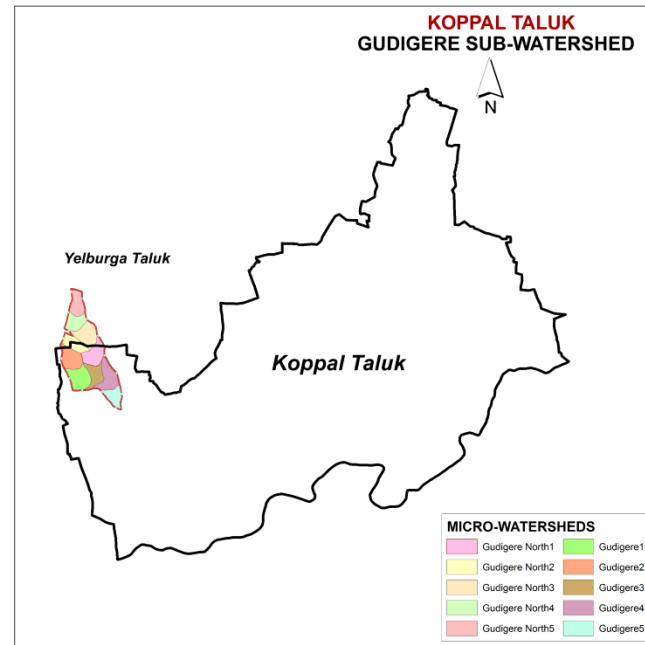 KOPPAL TALUK
GUDIGERE SUB-WATERSHED
N
Yelburga Taluk
Koppal Taluk
MICRO-WATERSHEDS
Gudigere North1
Gudigere1
Gudigere North2
Gudigere2
Gudigere North3
Gudigere3
Gudigere North4
Gudigere4
Gudigere North5
Gudigere5